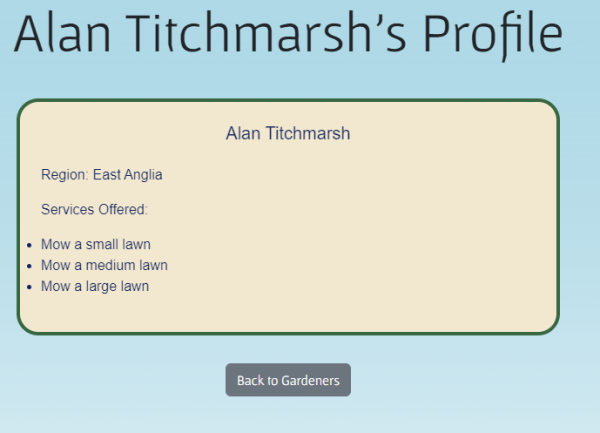 Alan Titchmarsh’s Profile
Alan Titchmarsh
Region: East Anglia
Services Offered:
Mow a small lawn
Mow a medium lawn
Mow a large lawn
Back to Gardeners